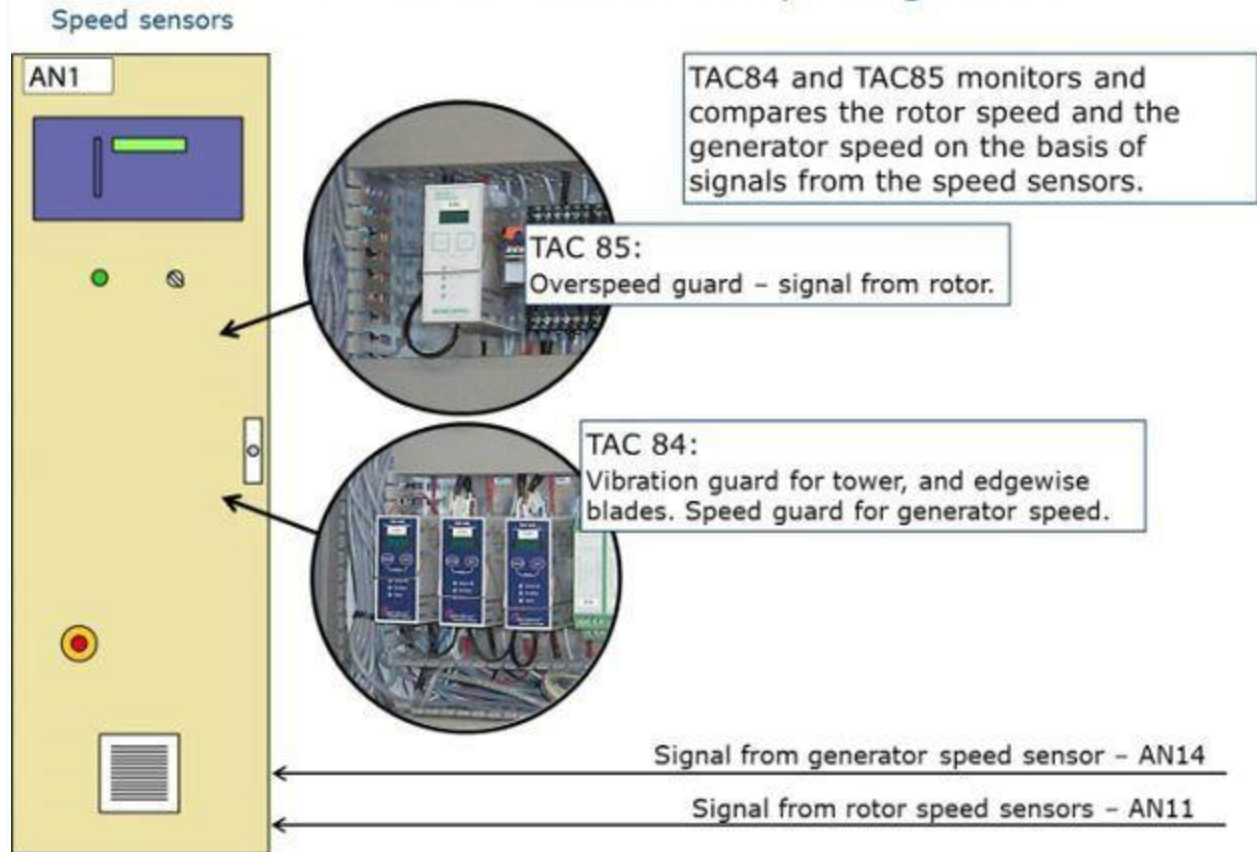 Speed sensors
AN1
TAC84 and TAC85 monitors and
compares the rotor speed and the
generator speed on the basis of
signals from the speed sensors.
TAC 85:
Overspeed guard – signal from rotor.
TAC 84:
Vibration guard for tower, and edgewise
blades. Speed guard for generator speed.
Signal from generator speed sensor – AN14
Signal from rotor speed sensors – AN11